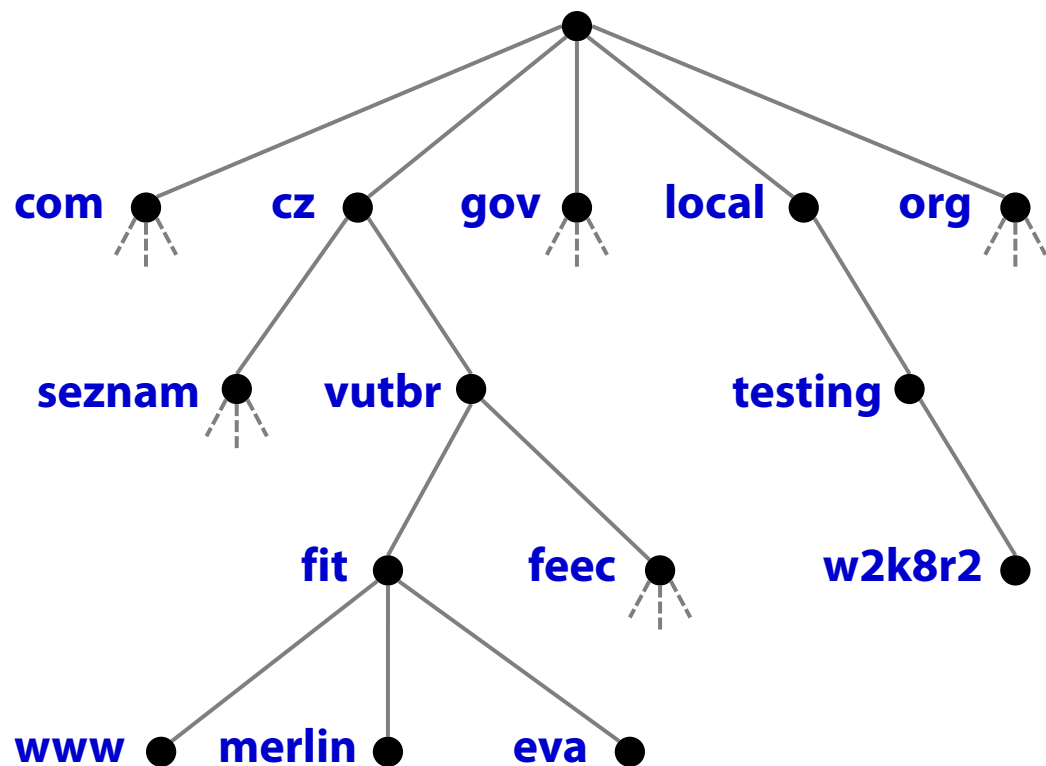 com cz gov local org
seznam vutbr testing
fit feec w2k8r2
www merlin eva